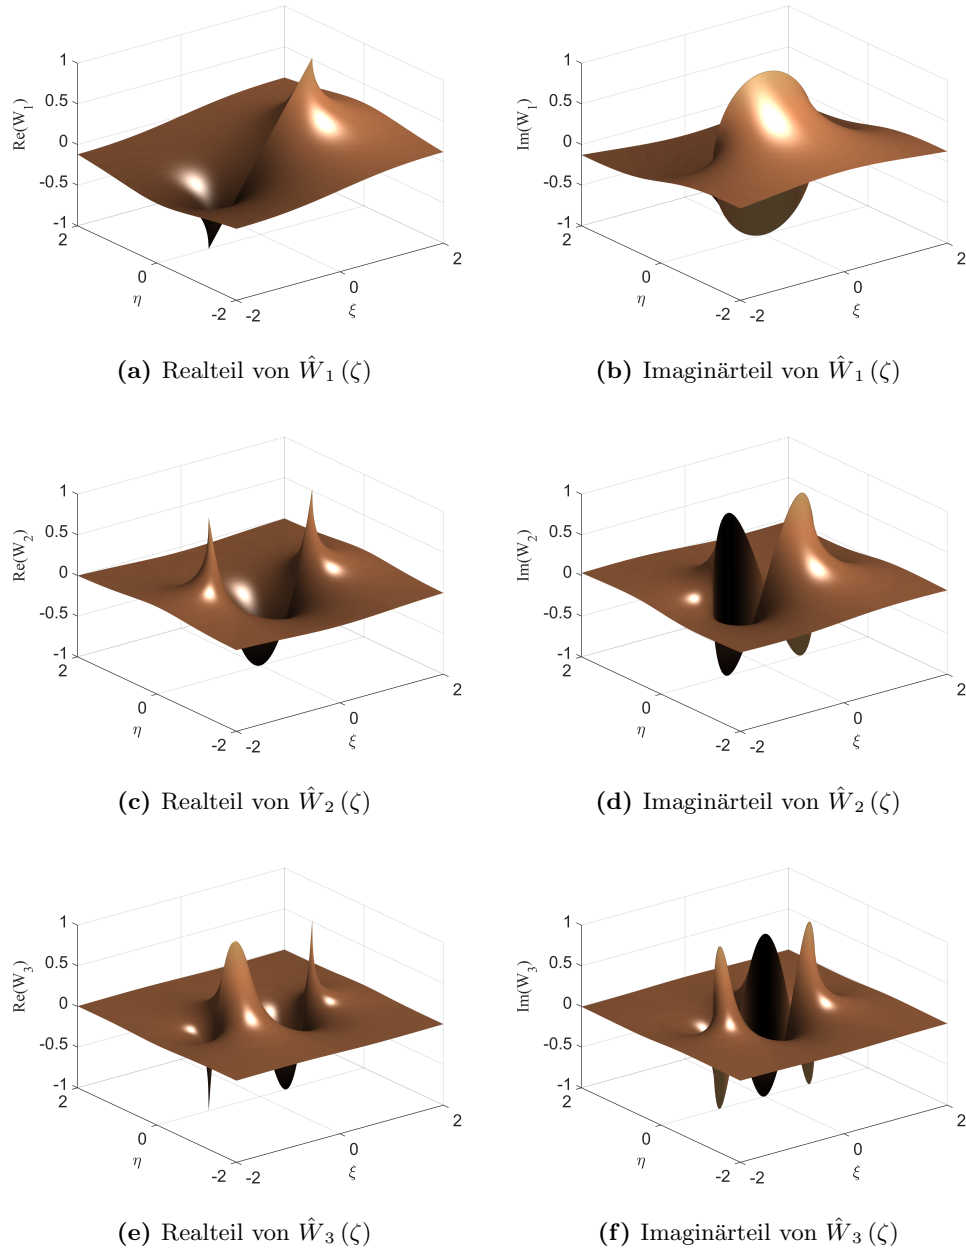 Re(W₁)
1
0.5
0
-0.5
-1
2
0
η
-2
-2
0
ξ
2
Im(W₁)
1
0.5
0
-0.5
-1
2
0
η
-2
-2
0
ξ
2
(a) Realteil von Ŵ₁ (ζ)
(b) Imaginärteil von Ŵ₁ (ζ)
Re(W₂)
1
0.5
0
-0.5
-1
2
0
η
-2
-2
0
ξ
2
Im(W₂)
1
0.5
0
-0.5
-1
2
0
η
-2
-2
0
ξ
2
(c) Realteil von Ŵ₂ (ζ)
(d) Imaginärteil von Ŵ₂ (ζ)
Re(W₃)
1
0.5
0
-0.5
-1
2
0
η
-2
-2
0
ξ
2
Im(W₃)
1
0.5
0
-0.5
-1
2
0
η
-2
-2
0
ξ
2
(e) Realteil von Ŵ₃ (ζ)
(f) Imaginärteil von Ŵ₃ (ζ)